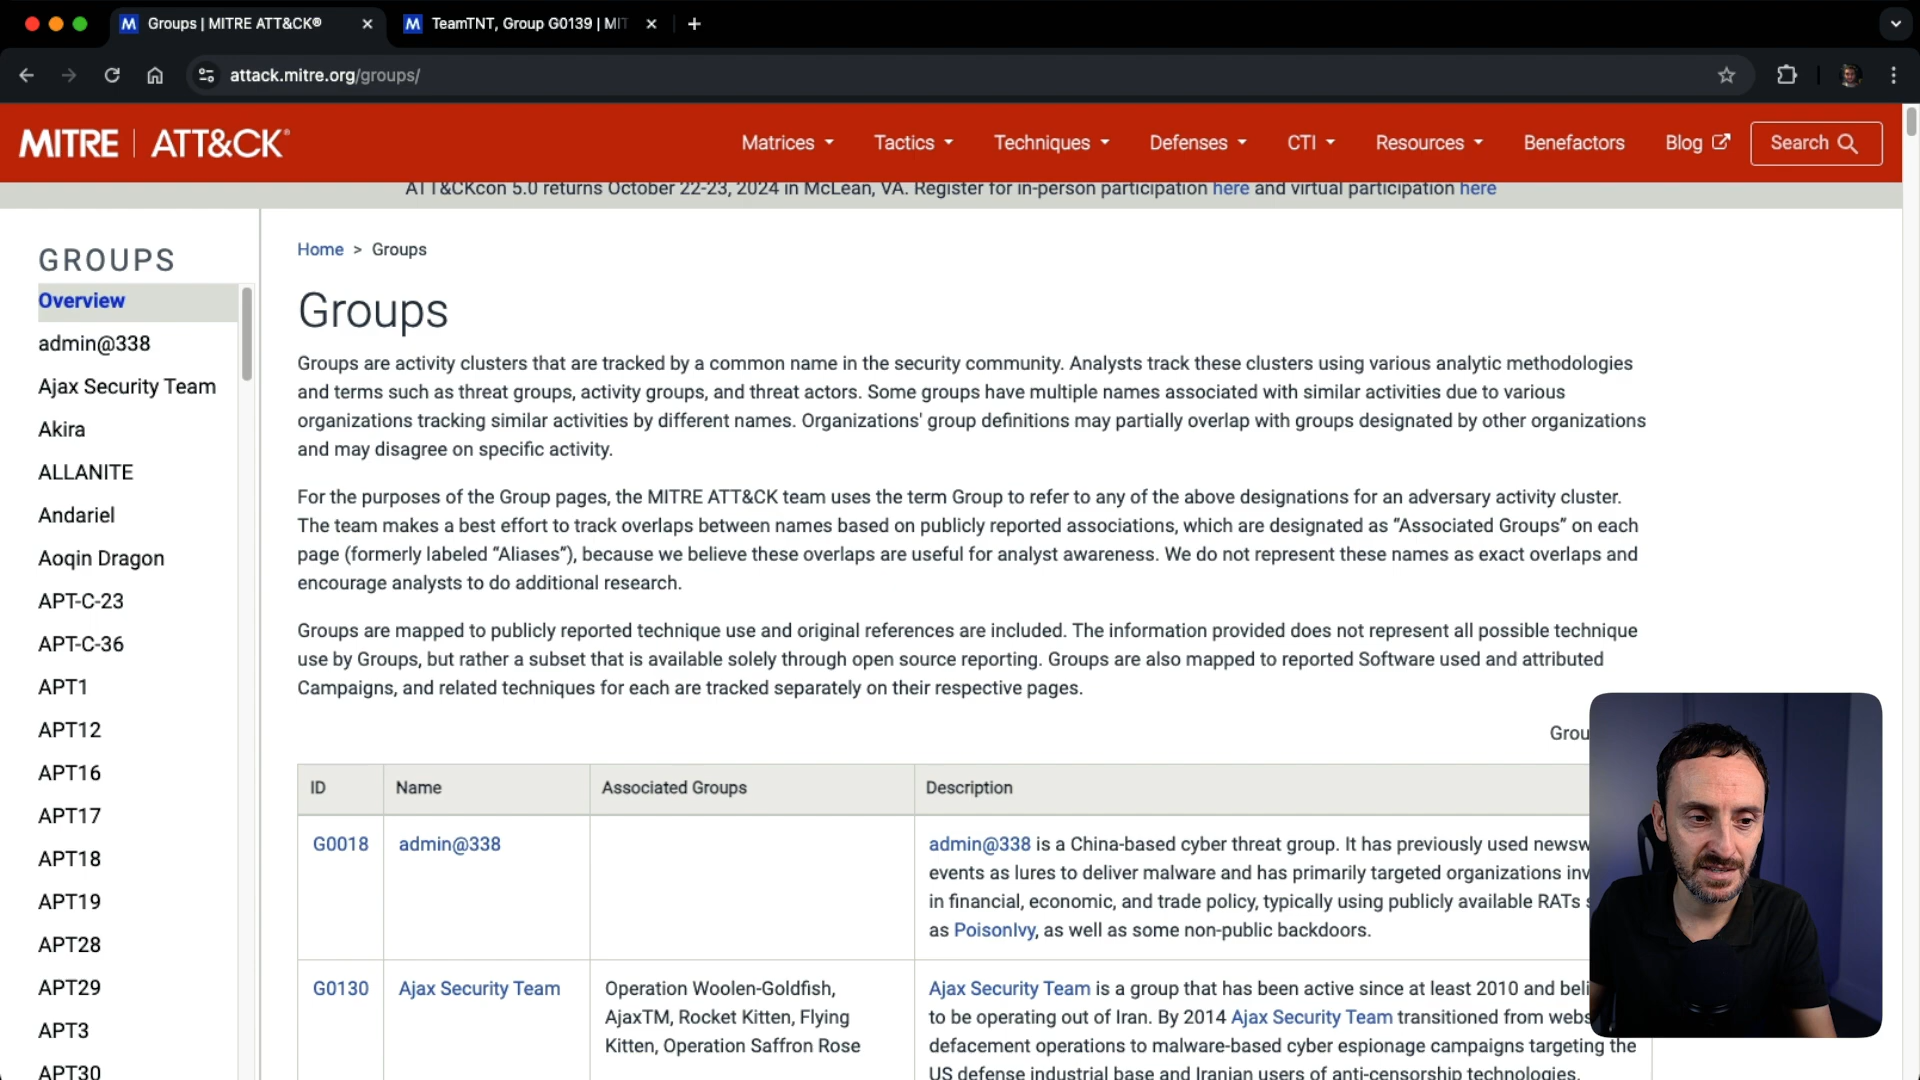 Groups | MITRE ATT&CK®
TeamTNT, Group G0139 | MIT
attack.mitre.org/groups/
MITRE | ATT&CK®
Matrices
Tactics
Techniques
Defenses
CTI
Resources
Benefactors
Blog
Search
ATT&CKcon 5.0 returns October 22-23, 2024 in McLean, VA. Register for in-person participation here and virtual participation here
GROUPS
Overview
admin@338
Ajax Security Team
Akira
ALLANITE
Andariel
Aoqin Dragon
APT-C-23
APT-C-36
APT1
APT12
APT16
APT17
APT18
APT19
APT28
APT29
APT3
APT30
Home > Groups
Groups
Groups are activity clusters that are tracked by a common name in the security community. Analysts track these clusters using various analytic methodologies
and terms such as threat groups, activity groups, and threat actors. Some groups have multiple names associated with similar activities due to various
organizations tracking similar activities by different names. Organizations' group definitions may partially overlap with groups designated by other organizations
and may disagree on specific activity.
For the purposes of the Group pages, the MITRE ATT&CK team uses the term Group to refer to any of the above designations for an adversary activity cluster.
The team makes a best effort to track overlaps between names based on publicly reported associations, which are designated as “Associated Groups” on each
page (formerly labeled “Aliases”), because we believe these overlaps are useful for analyst awareness. We do not represent these names as exact overlaps and
encourage analysts to do additional research.
Groups are mapped to publicly reported technique use and original references are included. The information provided does not represent all possible technique
use by Groups, but rather a subset that is available solely through open source reporting. Groups are also mapped to reported Software used and attributed
Campaigns, and related techniques for each are tracked separately on their respective pages.
Grou
ID
Name
Associated Groups
Description
G0018
admin@338
admin@338 is a China-based cyber threat group. It has previously used newsw
events as lures to deliver malware and has primarily targeted organizations inv
in financial, economic, and trade policy, typically using publicly available RATs s
as PoisonIvy, as well as some non-public backdoors.
G0130
Ajax Security Team
Operation Woolen-Goldfish,
AjaxTM, Rocket Kitten, Flying
Kitten, Operation Saffron Rose
Ajax Security Team is a group that has been active since at least 2010 and beli
to be operating out of Iran. By 2014 Ajax Security Team transitioned from webs
defacement operations to malware-based cyber espionage campaigns targeting the
US defense industrial base and Iranian users of anti-censorship technologies.